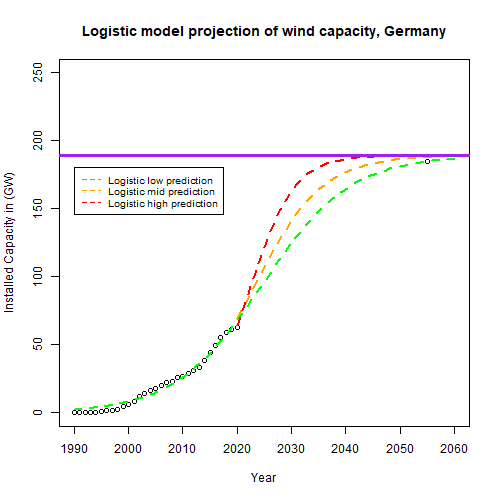 Logistic model projection of wind capacity, Germany
Installed Capacity in (GW)
250
200
150
100
50
0
Logistic low prediction
Logistic mid prediction
Logistic high prediction
1990 2000 2010 2020 2030 2040 2050 2060
Year